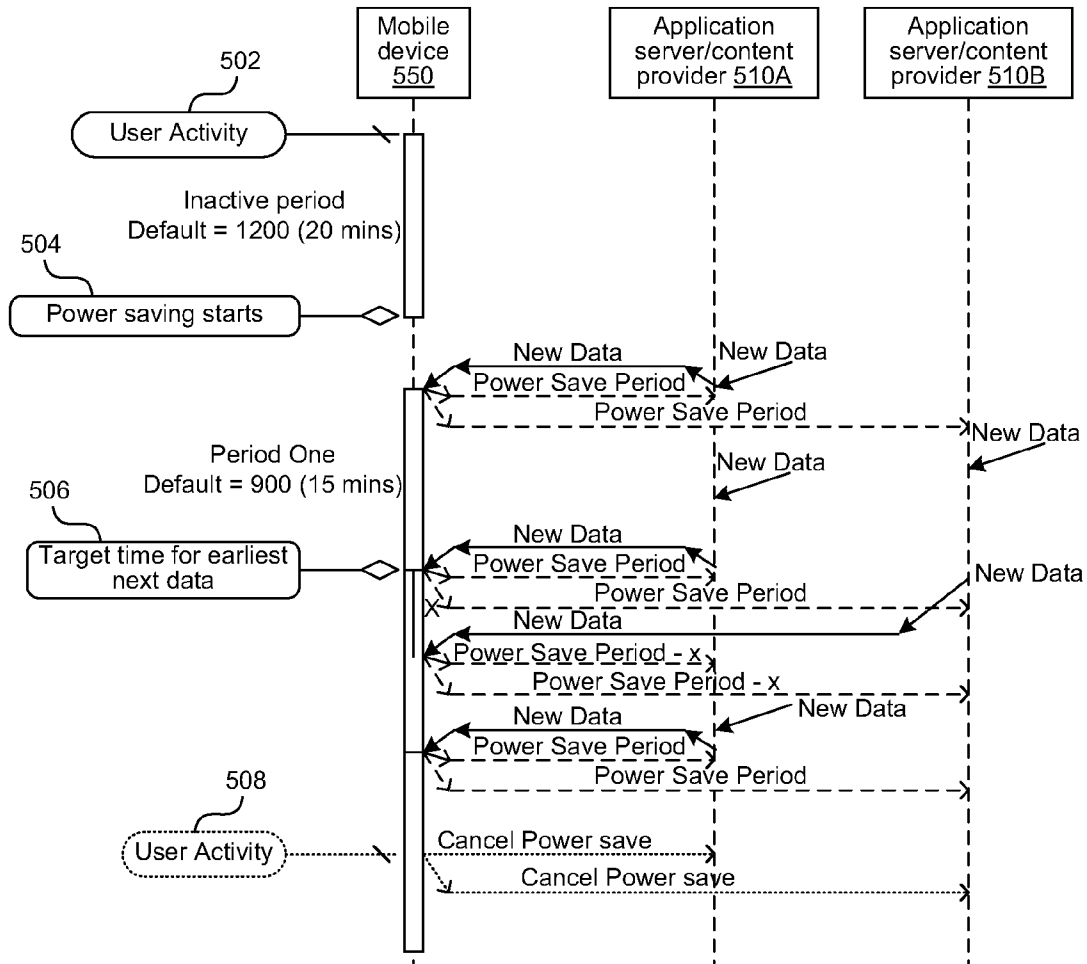 Mobile
device
550
Application
server/content
provider 510A
Application
server/content
provider 510B
502
User Activity
Inactive period
Default = 1200 (20 mins)
504
Power saving starts
New Data
New Data
Power Save Period
Power Save Period
New Data
Period One
Default = 900 (15 mins)
New Data
506
Target time for earliest
next data
New Data
Power Save Period
New Data
Power Save Period
X
New Data
Power Save Period - x
Power Save Period - x
New Data
New Data
Power Save Period
Power Save Period
508
User Activity
Cancel Power save
Cancel Power save